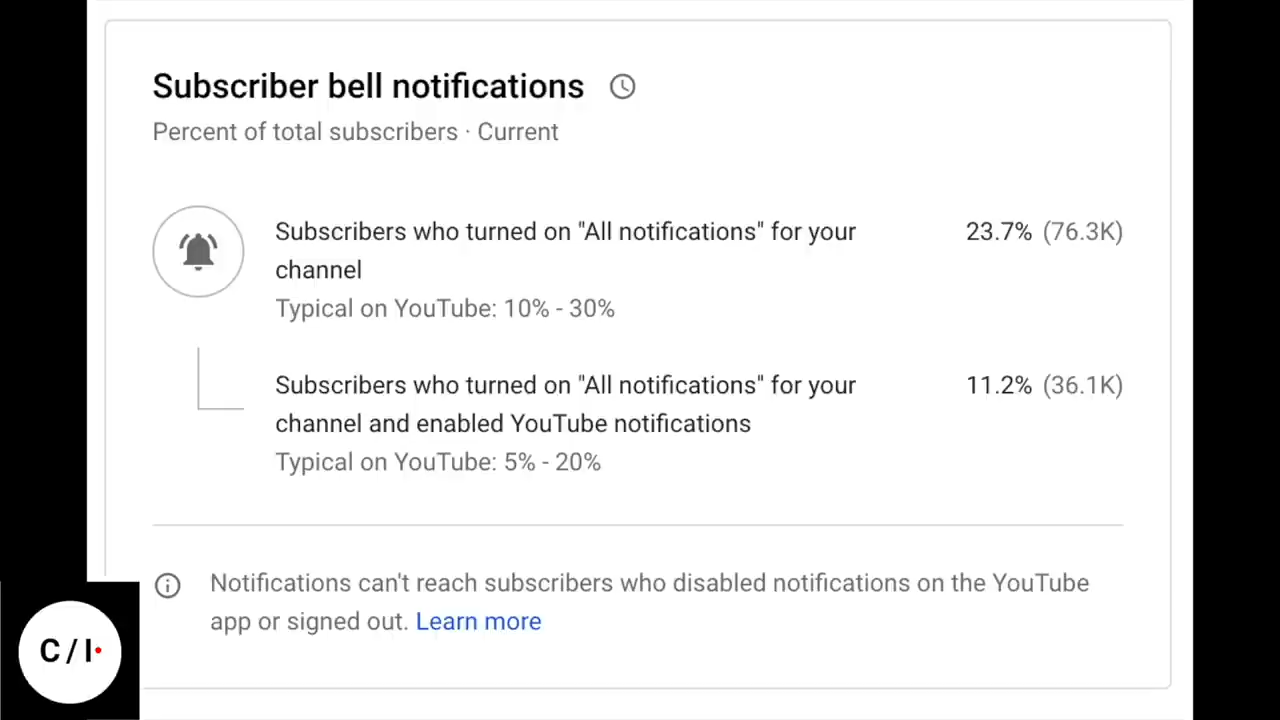 Subscriber bell notifications
Percent of total subscribers · Current
Subscribers who turned on "All notifications" for your 23.7% (76.3K)
channel
Typical on YouTube: 10% - 30%
Subscribers who turned on "All notifications" for your 11.2% (36.1K)
channel and enabled YouTube notifications
Typical on YouTube: 5% - 20%
Notifications can't reach subscribers who disabled notifications on the YouTube
app or signed out. Learn more
C/I·